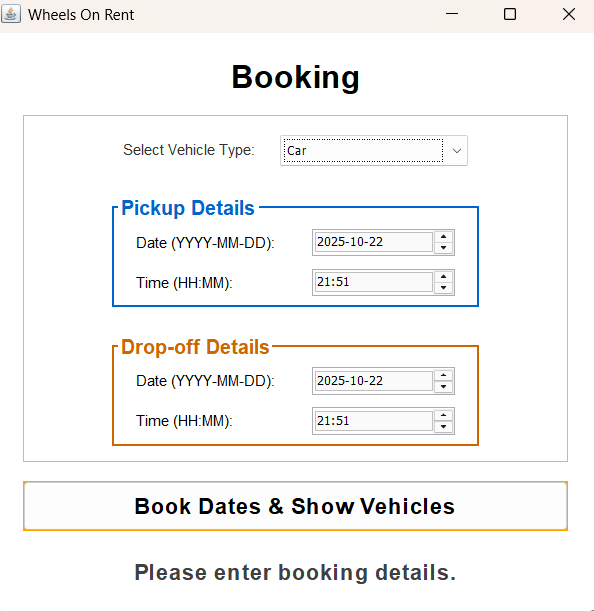 Wheels On Rent
Booking
Select Vehicle Type: Car
Pickup Details
Date (YYYY-MM-DD): 2025-10-22
Time (HH:MM): 21:51
Drop-off Details
Date (YYYY-MM-DD): 2025-10-22
Time (HH:MM): 21:51
Book Dates & Show Vehicles
Please enter booking details.